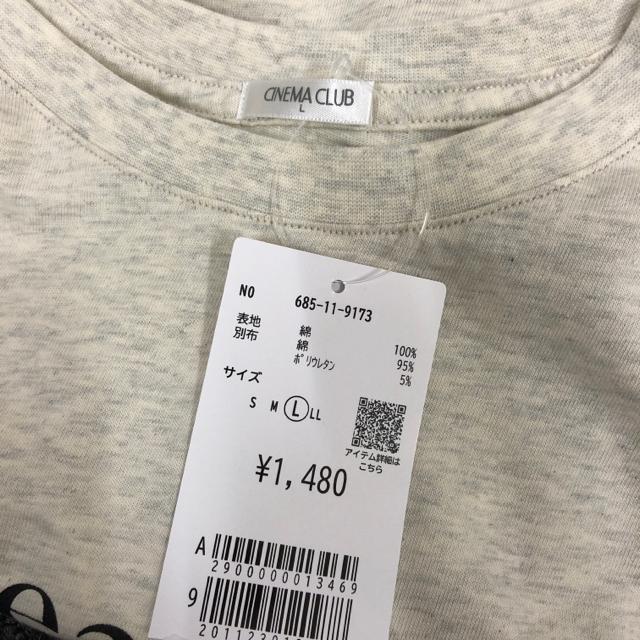 CINEMA CLUB
L
NO 685-11-9173
表地 綿 100%
別布 綿 95%
ポリウレタン 5%
サイズ
S M L LL
アイテム詳細は
こちら
¥1,480
A
2900000013469
9